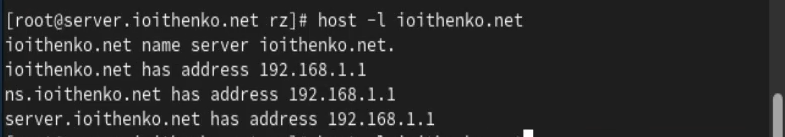 [root@server.ioithenko.net rz]# host -l ioithenko.net
ioithenko.net name server ioithenko.net.
ioithenko.net has address 192.168.1.1
ns.ioithenko.net has address 192.168.1.1
server.ioithenko.net has address 192.168.1.1